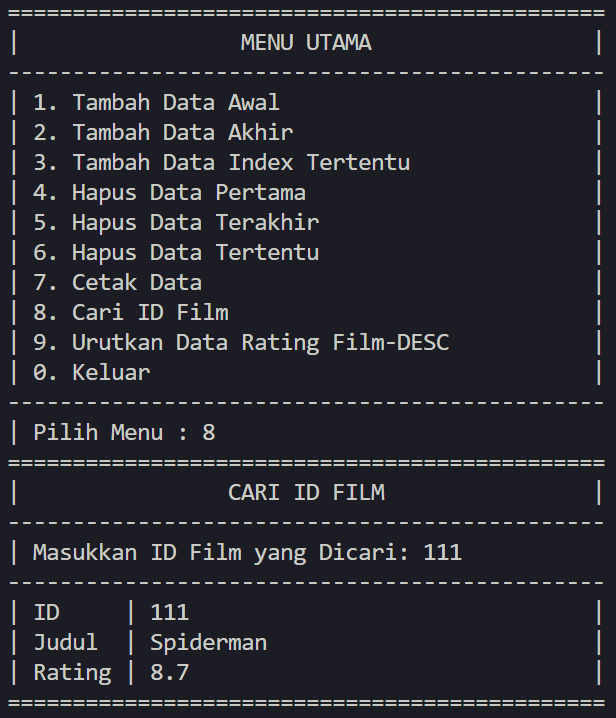 ==============================================
|                 MENU UTAMA                 |
----------------------------------------------
| 1. Tambah Data Awal                        |
| 2. Tambah Data Akhir                       |
| 3. Tambah Data Index Tertentu              |
| 4. Hapus Data Pertama                      |
| 5. Hapus Data Terakhir                     |
| 6. Hapus Data Tertentu                     |
| 7. Cetak Data                              |
| 8. Cari ID Film                            |
| 9. Urutkan Data Rating Film-DESC           |
| 0. Keluar                                  |
----------------------------------------------
| Pilih Menu : 8
==============================================
|                CARI ID FILM                |
----------------------------------------------
| Masukkan ID Film yang Dicari: 111
----------------------------------------------
| ID     | 111                               |
| Judul  | Spiderman                         |
| Rating | 8.7                               |
==============================================